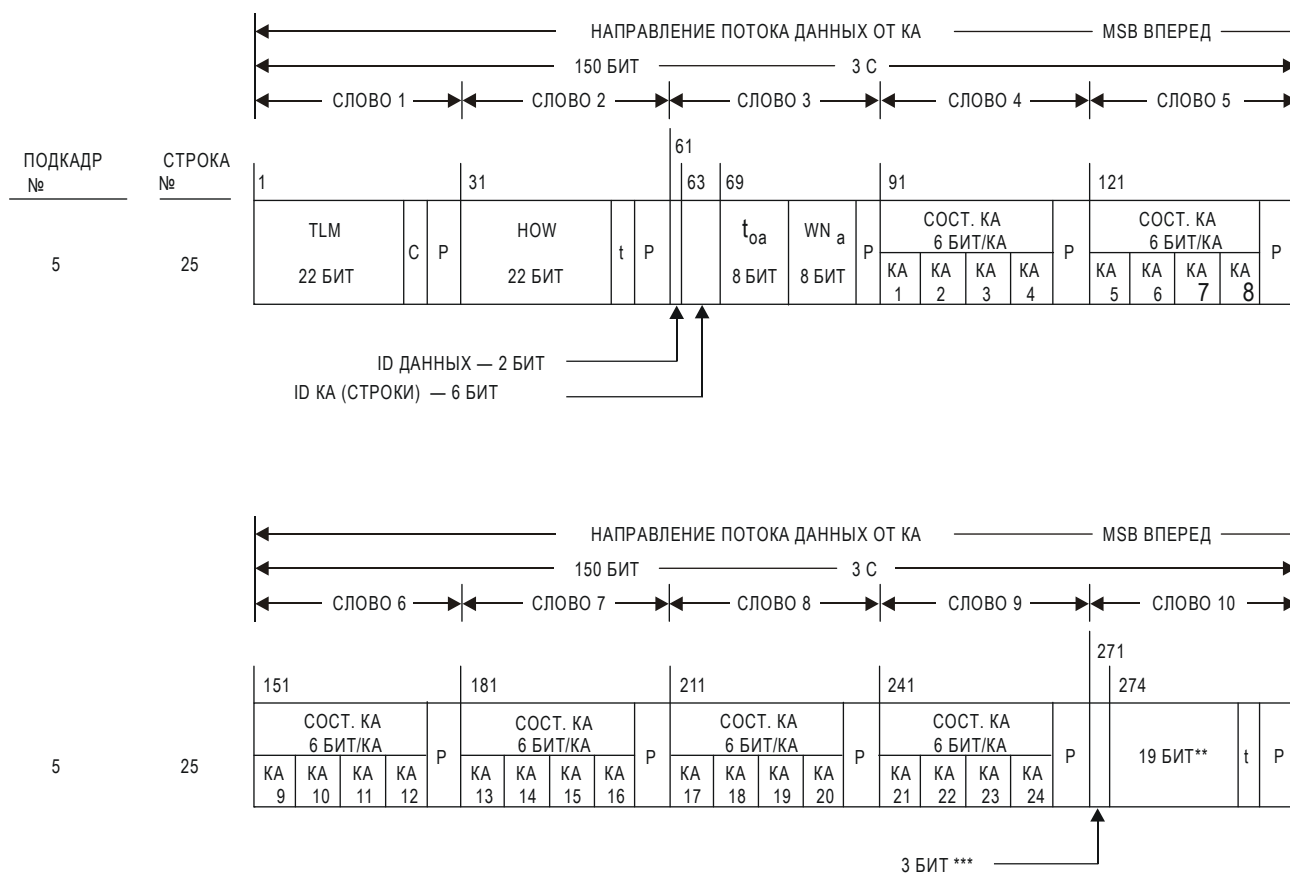 НАПРАВЛЕНИЕ ПОТОКА ДАННЫХ ОТ КА MSB ВПЕРЕД
150 БИТ 3 С
СЛОВО 1 СЛОВО 2 СЛОВО 3 СЛОВО 4 СЛОВО 5
ПОДКАДР № СТРОКА №
61
1 31 63 69 91 121
5 25
TLM 22 БИТ C P HOW 22 БИТ t P toa 8 БИТ WN a 8 БИТ P СОСТ. КА 6 БИТ/КА P СОСТ. КА 6 БИТ/КА P
КА 1 КА 2 КА 3 КА 4 КА 5 КА 6 КА 7 КА 8
ID ДАННЫХ — 2 БИТ
ID КА (СТРОКИ) — 6 БИТ
НАПРАВЛЕНИЕ ПОТОКА ДАННЫХ ОТ КА MSB ВПЕРЕД
150 БИТ 3 С
СЛОВО 6 СЛОВО 7 СЛОВО 8 СЛОВО 9 СЛОВО 10
271
151 181 211 241 274
5 25
СОСТ. КА 6 БИТ/КА P СОСТ. КА 6 БИТ/КА P СОСТ. КА 6 БИТ/КА P СОСТ. КА 6 БИТ/КА P 19 БИТ** t P
КА 9 КА 10 КА 11 КА 12 КА 13 КА 14 КА 15 КА 16 КА 17 КА 18 КА 19 КА 20 КА 21 КА 22 КА 23 КА 24
3 БИТ ***